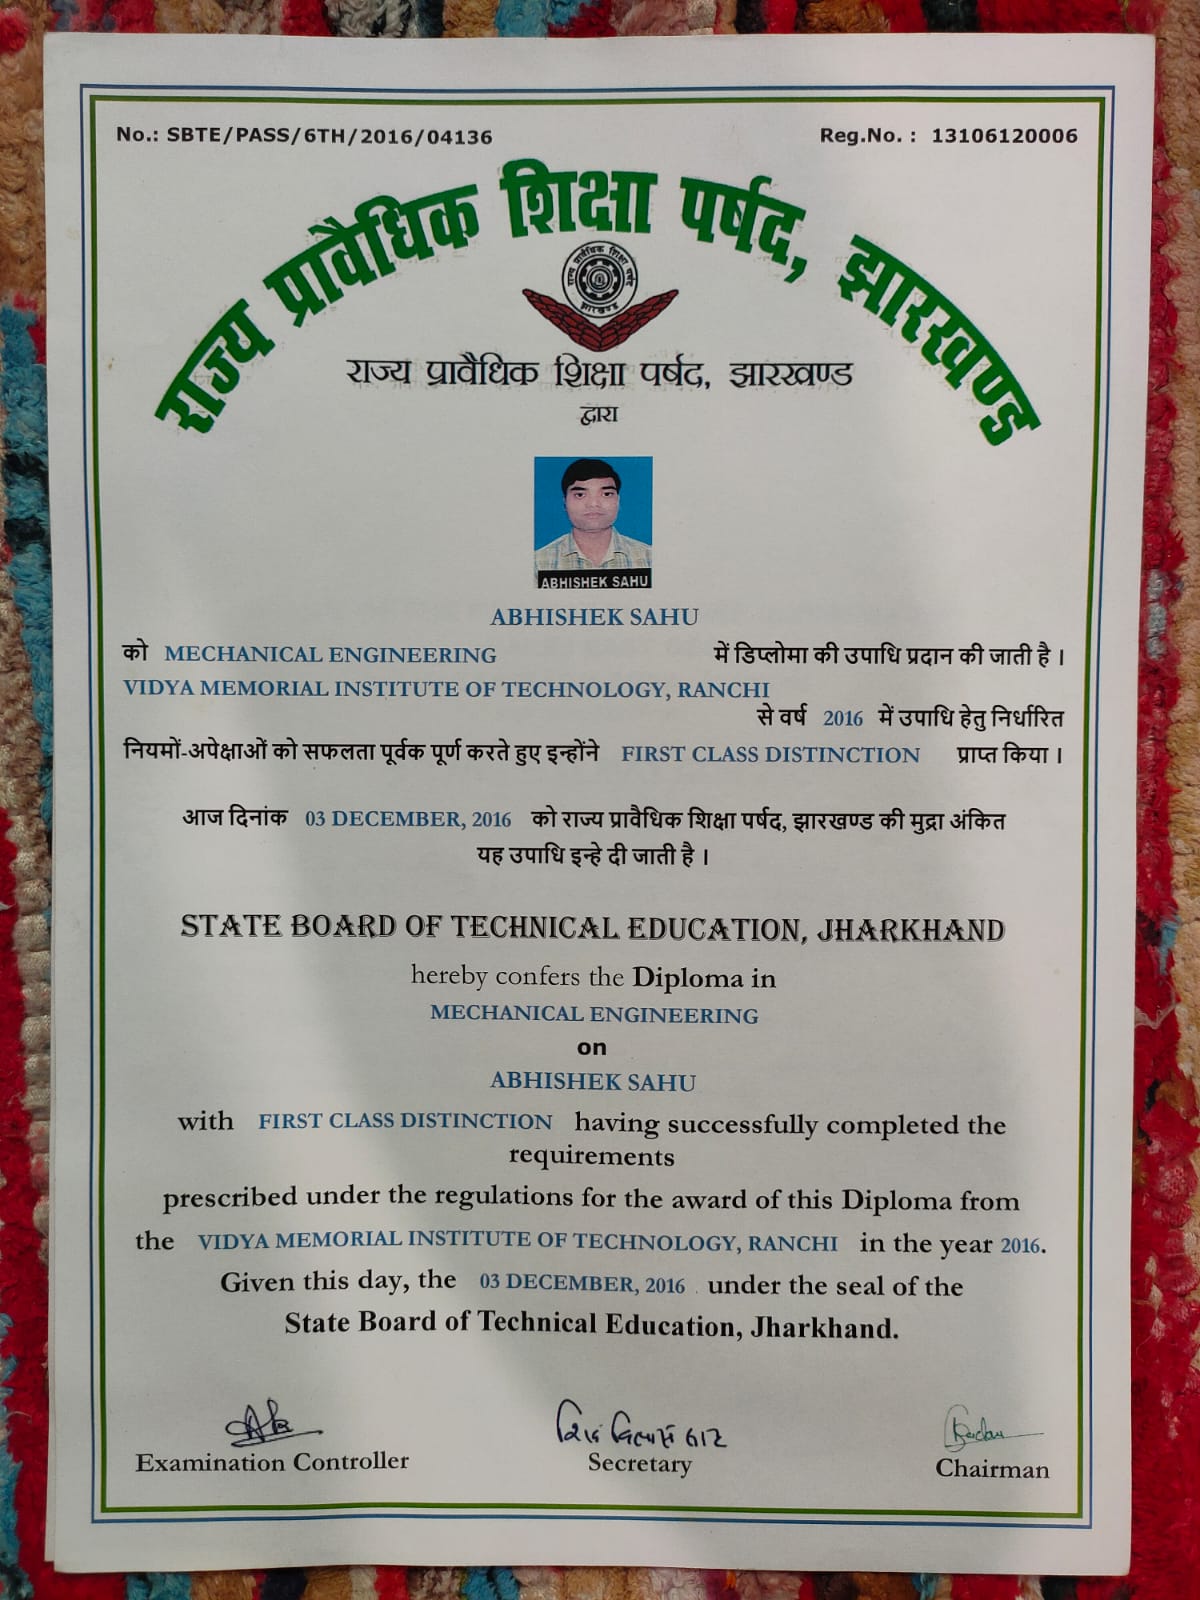 No.: SBTE/PASS/6TH/2016/04136
Reg.No. : 13106120006
राज्य प्रावैधिक शिक्षा पर्षद, झारखण्ड
राज्य प्रावैधिक शिक्षा पर्षद
झारखण्ड
राज्य प्रावैधिक शिक्षा पर्षद, झारखण्ड
द्वारा
ABHISHEK SAHU
ABHISHEK SAHU
को MECHANICAL ENGINEERING में डिप्लोमा की उपाधि प्रदान की जाती है ।
VIDYA MEMORIAL INSTITUTE OF TECHNOLOGY, RANCHI
से वर्ष 2016 में उपाधि हेतु निर्धारित
नियमों-अपेक्षाओं को सफलता पूर्वक पूर्ण करते हुए इन्होंने FIRST CLASS DISTINCTION प्राप्त किया ।
आज दिनांक 03 DECEMBER, 2016 को राज्य प्रावैधिक शिक्षा पर्षद, झारखण्ड की मुद्रा अंकित
यह उपाधि इन्हे दी जाती है ।
STATE BOARD OF TECHNICAL EDUCATION, JHARKHAND
hereby confers the Diploma in
MECHANICAL ENGINEERING
on
ABHISHEK SAHU
with FIRST CLASS DISTINCTION having successfully completed the
requirements
prescribed under the regulations for the award of this Diploma from
the VIDYA MEMORIAL INSTITUTE OF TECHNOLOGY, RANCHI in the year 2016.
Given this day, the 03 DECEMBER, 2016 under the seal of the
State Board of Technical Education, Jharkhand.
Examination Controller
Secretary
Chairman